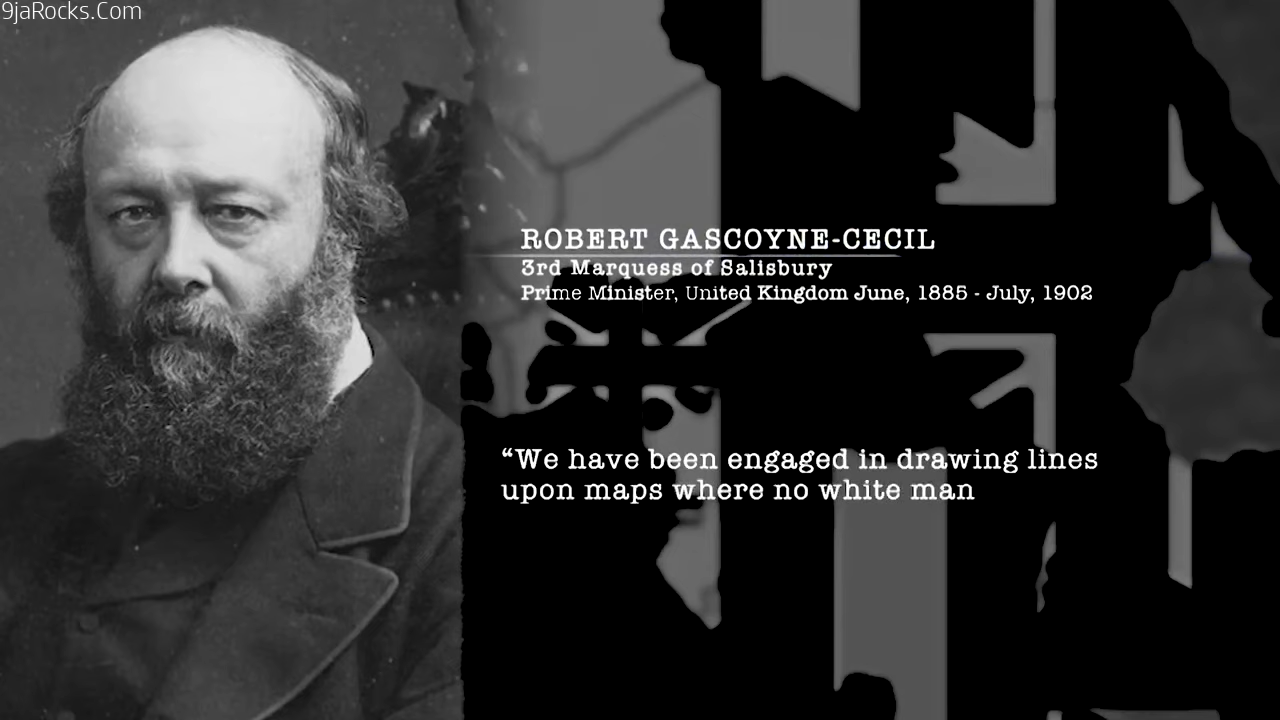 9jaRocks.Com
ROBERT GASCOYNE-CECIL
3rd Marquess of Salisbury
Prime Minister, United Kingdom June, 1885 - July, 1902
“We have been engaged in drawing lines
upon maps where no white man